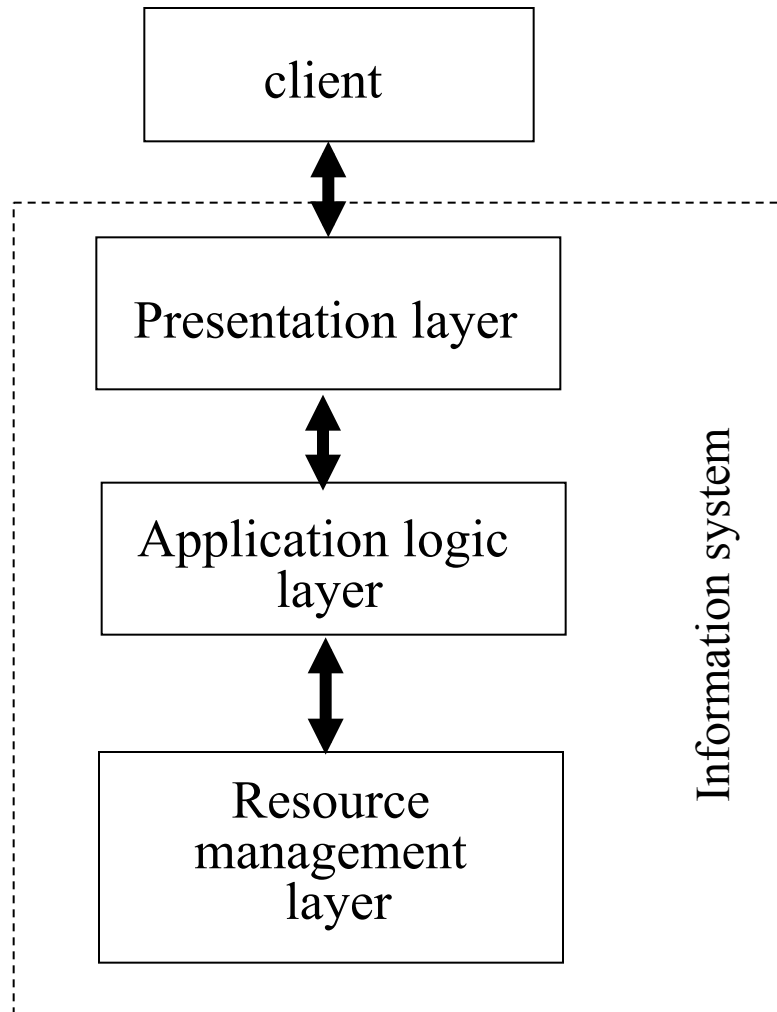 client
Presentation layer
Application logic
layer
Resource
management
layer
Information system